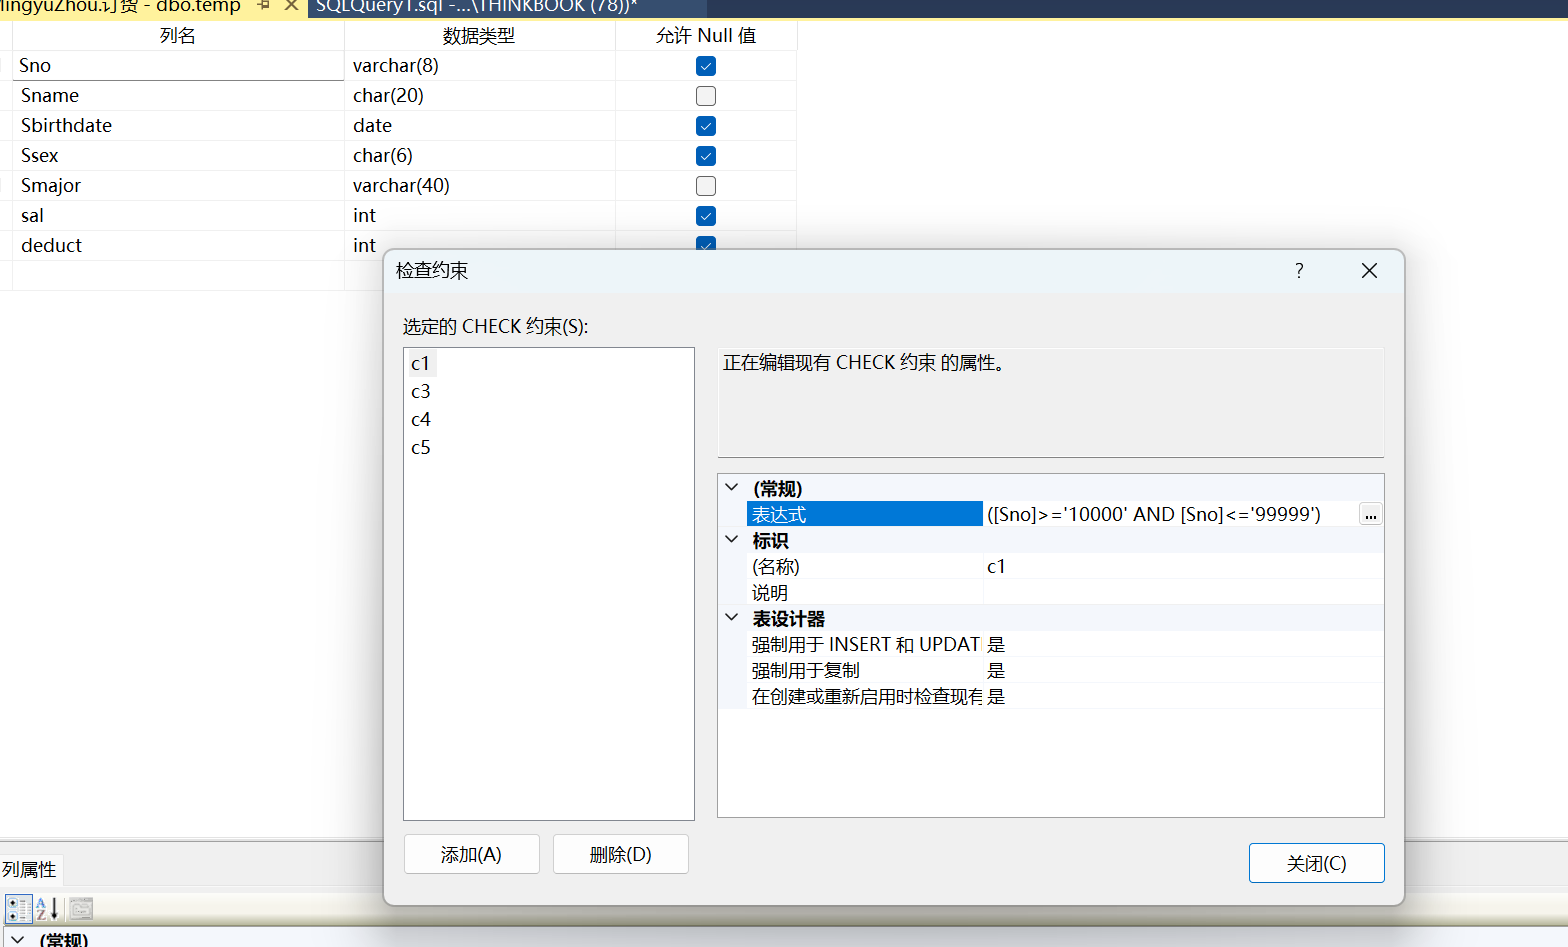 ingyuZhou.订货 - dbo.temp
SQLQuery1.sql -...\THINKBOOK (78))*
列名 数据类型 允许 Null 值
Sno varchar(8)
Sname char(20)
Sbirthdate date
Ssex char(6)
Smajor varchar(40)
sal int
deduct int
检查约束 ?
选定的 CHECK 约束(S):
c1
c3
c4
c5
正在编辑现有 CHECK 约束 的属性。
(常规)
表达式 ([Sno]>='10000' AND [Sno]<='99999') ...
标识
(名称) c1
说明
表设计器
强制用于 INSERT 和 UPDAT 是
强制用于复制 是
在创建或重新启用时检查现有 是
添加(A) 删除(D)
关闭(C)
列属性
(常规)